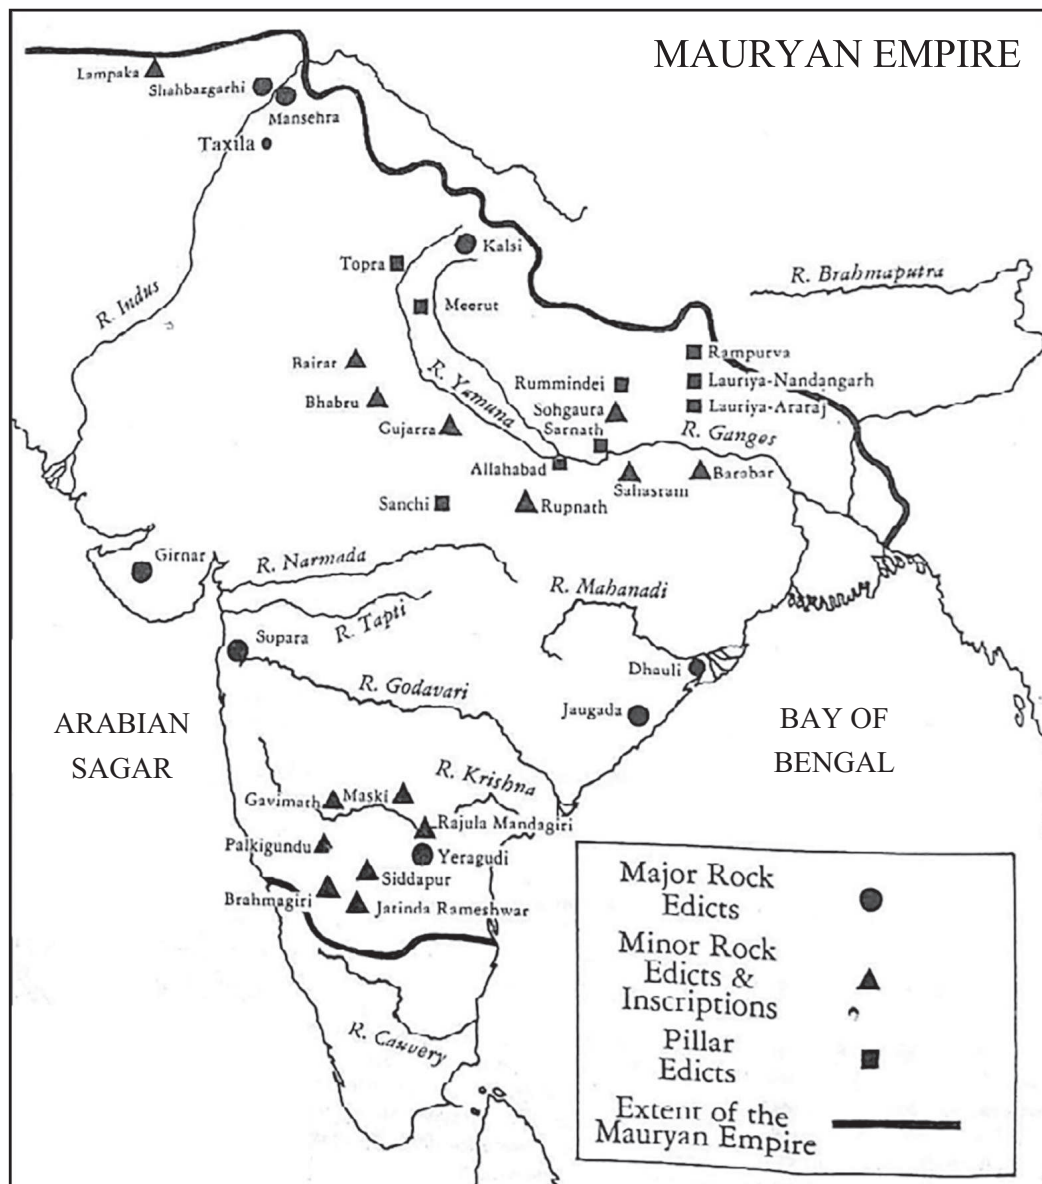 MAURYAN EMPIRE
Lampaka
Shahbazgarhi
Mansehra
Taxila
Kalsi
Topra
R. Brahmaputra
R. Indus
Meerut
Rampurva
Bairar
R. Yamuna
Rummindei
Lauriya-Nandangarh
Bhabru
Sohgaura
Lauriya-Araraj
Gujarra
Sarnath
R. Ganges
Allahabad
Sahasram
Barabar
Sanchi
Rupnath
Girnar
R. Narmada
R. Mahanadi
R. Tapti
Supara
Dhauli
R. Godavari
Jaugada
ARABIAN
SAGAR
BAY OF
BENGAL
R. Krishna
Gavimath
Maski
Rajula Mandagiri
Palkigundu
Yeragudi
Siddapur
Brahmagiri
Jatinda Rameshwar
R. Cauvery
Major Rock
Edicts
Minor Rock
Edicts &
Inscriptions
Pillar
Edicts
Extent of the
Mauryan Empire